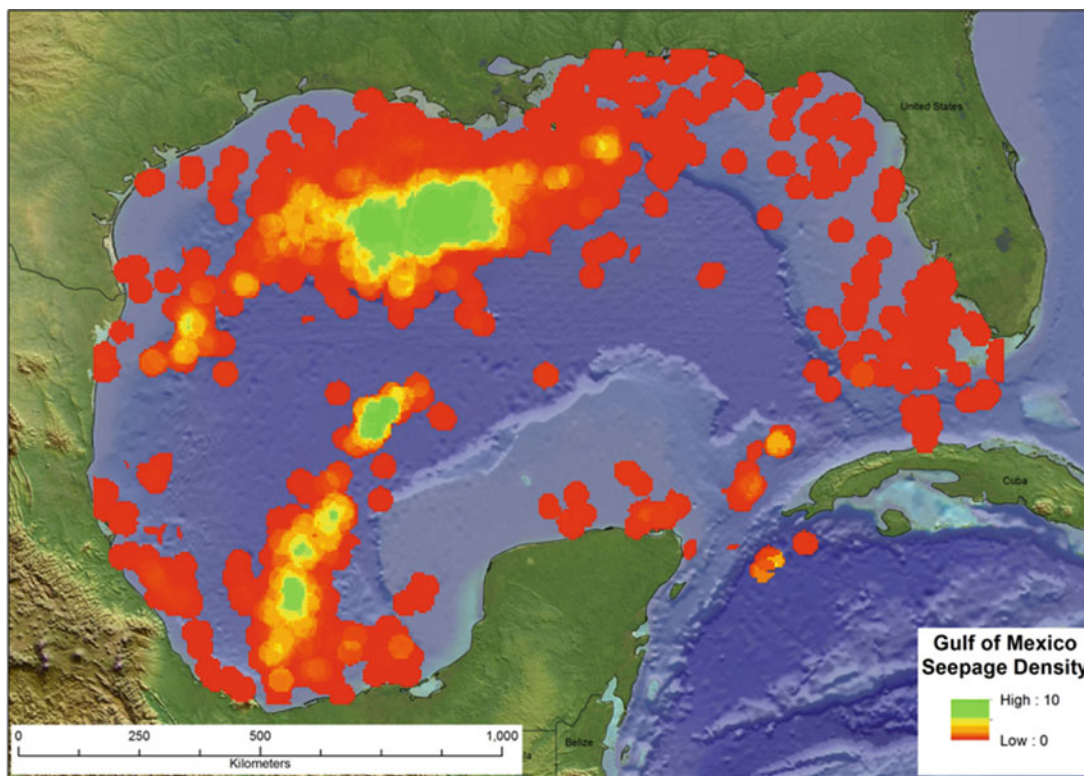 United States
Cuba
Gulf of Mexico
Seepage Density
High : 10
Low : 0
0 250 500 1,000
Kilometers
Belize